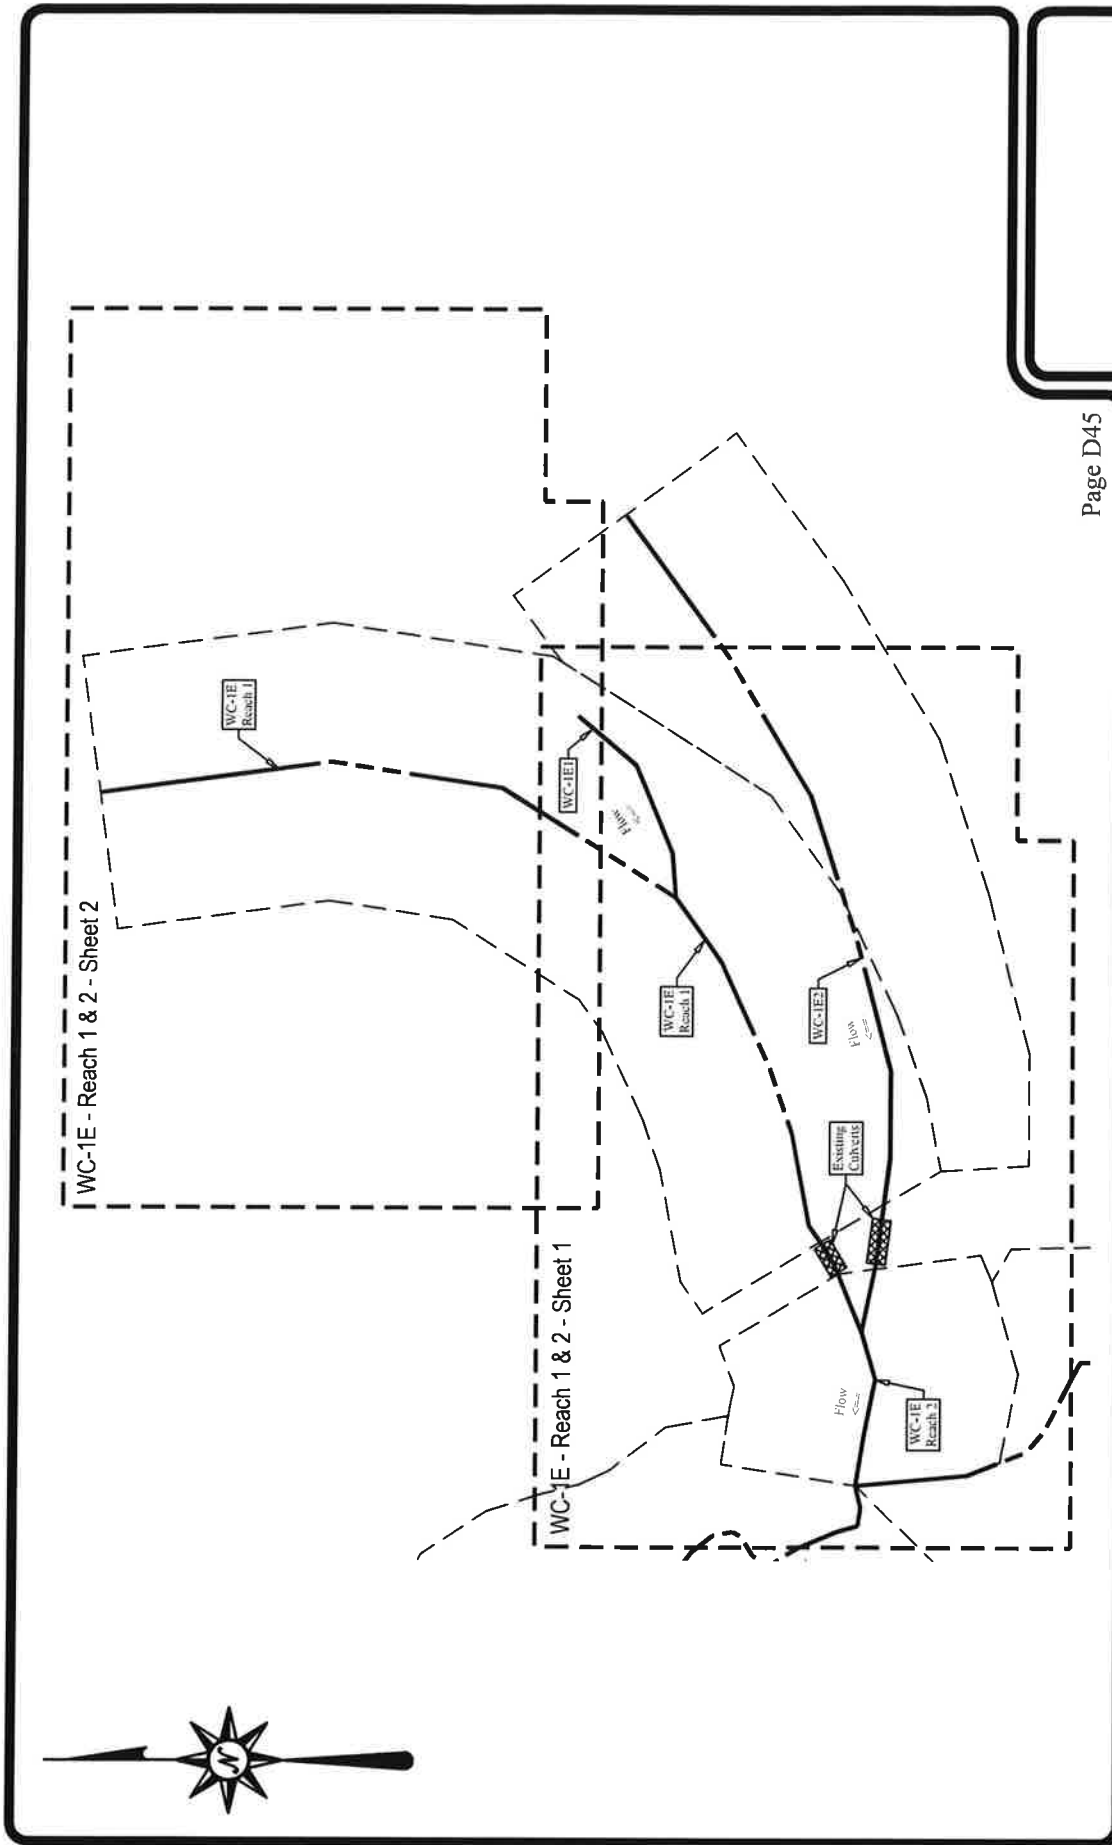 WC-1E - Reach 1 & 2 - Sheet 2
WC-1E
Reach 1
WC-1E1
Flow
WC-1E
Reach 1
WC-1E2
Flow
<==
Existing
Culverts
WC-1E - Reach 1 & 2 - Sheet 1
Flow
<==
WC-1E
Reach 2
N
Page D45